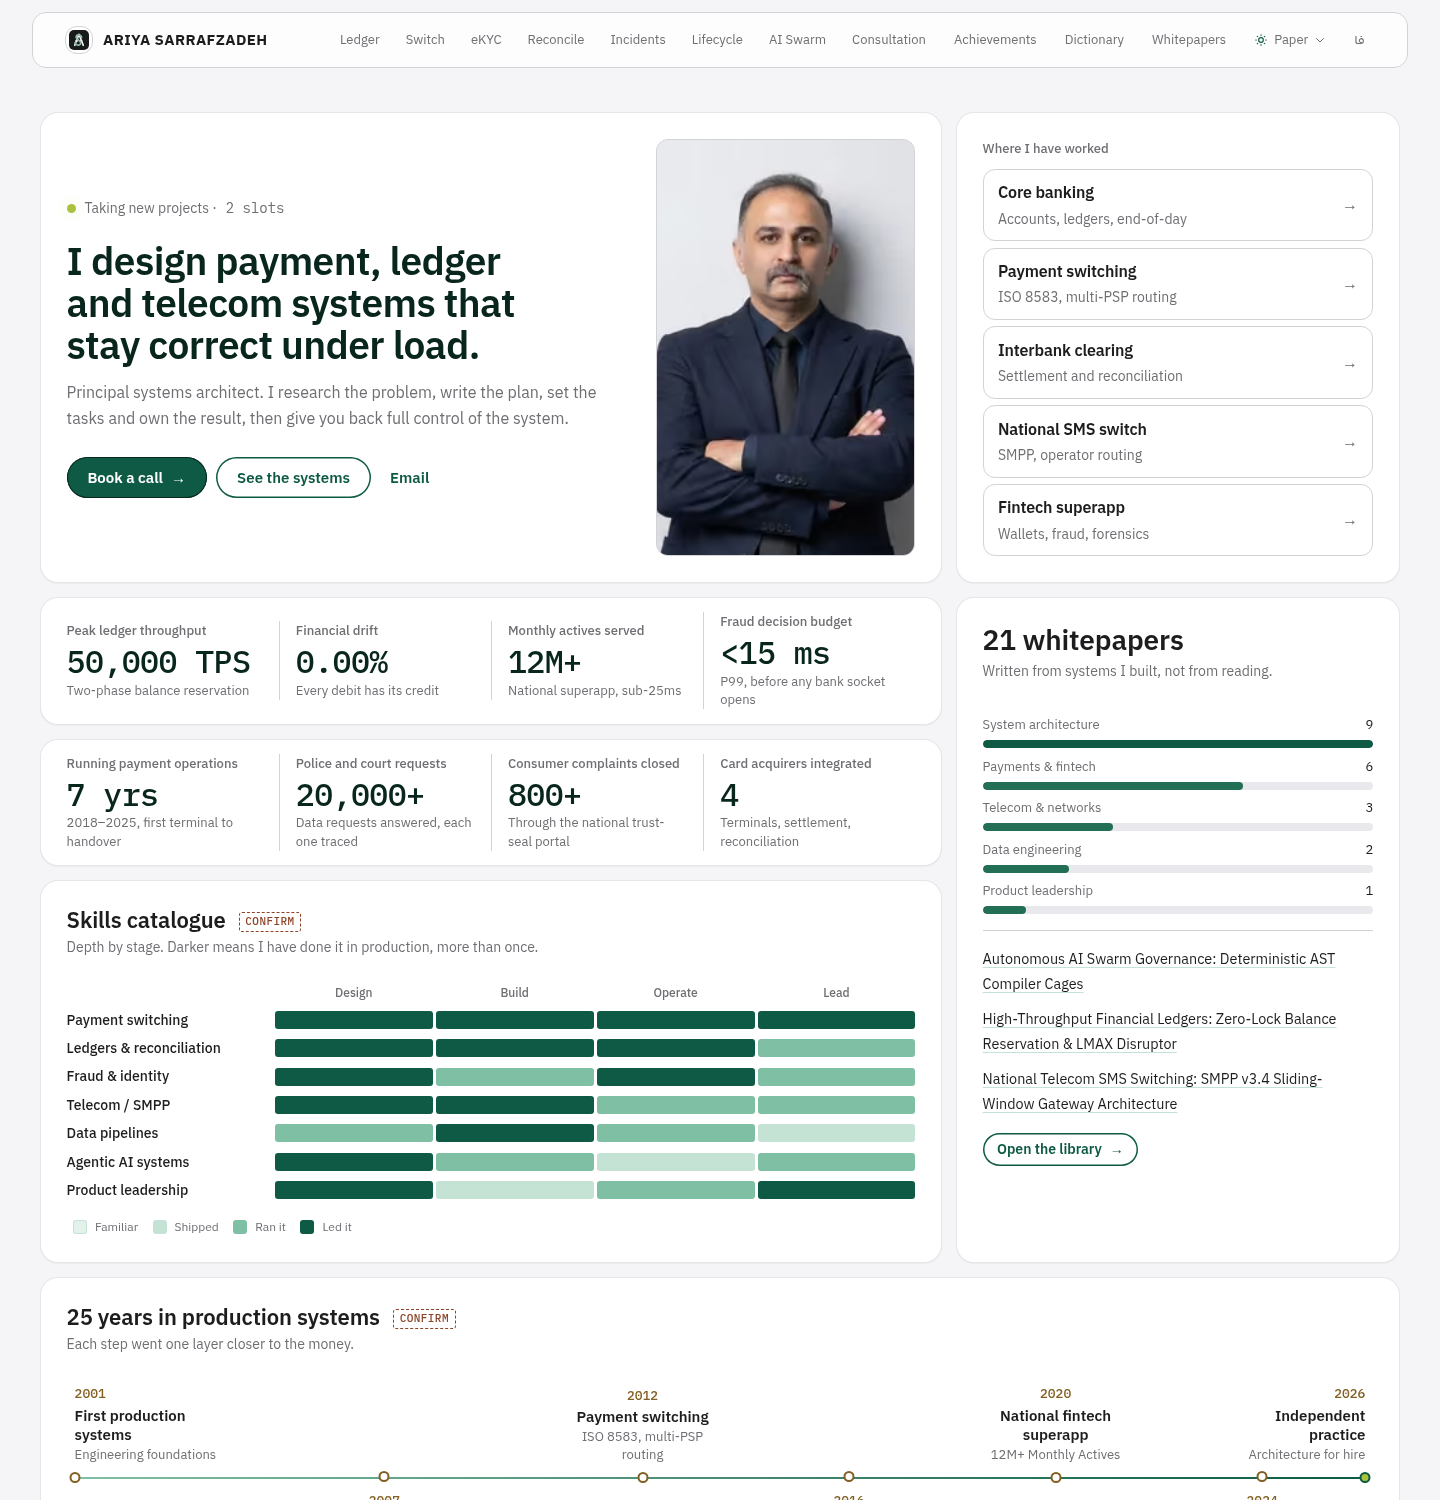 ARIYA SARRAFZADEH
Ledger Switch eKYC Reconcile Incidents Lifecycle AI Swarm Consultation Achievements Dictionary Whitepapers Paper فا
Taking new projects · 2 slots
I design payment, ledger
and telecom systems that
stay correct under load.
Principal systems architect. I research the problem, write the plan, set the
tasks and own the result, then give you back full control of the system.
Book a call →
See the systems
Email
Where I have worked
Core banking
Accounts, ledgers, end-of-day
→
Payment switching
ISO 8583, multi-PSP routing
→
Interbank clearing
Settlement and reconciliation
→
National SMS switch
SMPP, operator routing
→
Fintech superapp
Wallets, fraud, forensics
→
Peak ledger throughput
50,000 TPS
Two-phase balance reservation
Financial drift
0.00%
Every debit has its credit
Monthly actives served
12M+
National superapp, sub-25ms
Fraud decision budget
<15 ms
P99, before any bank socket
opens
Running payment operations
7 yrs
2018–2025, first terminal to
handover
Police and court requests
20,000+
Data requests answered, each
one traced
Consumer complaints closed
800+
Through the national trust-
seal portal
Card acquirers integrated
4
Terminals, settlement,
reconciliation
21 whitepapers
Written from systems I built, not from reading.
System architecture 9
Payments & fintech 6
Telecom & networks 3
Data engineering 2
Product leadership 1
Autonomous AI Swarm Governance: Deterministic AST
Compiler Cages
High-Throughput Financial Ledgers: Zero-Lock Balance
Reservation & LMAX Disruptor
National Telecom SMS Switching: SMPP v3.4 Sliding-
Window Gateway Architecture
Open the library →
Skills catalogue CONFIRM
Depth by stage. Darker means I have done it in production, more than once.
Design Build Operate Lead
Payment switching
Ledgers & reconciliation
Fraud & identity
Telecom / SMPP
Data pipelines
Agentic AI systems
Product leadership
Familiar Shipped Ran it Led it
25 years in production systems CONFIRM
Each step went one layer closer to the money.
2001
First production
systems
Engineering foundations
2012
Payment switching
ISO 8583, multi-PSP
routing
2020
National fintech
superapp
12M+ Monthly Actives
2026
Independent
practice
Architecture for hire
2007 2016 2024